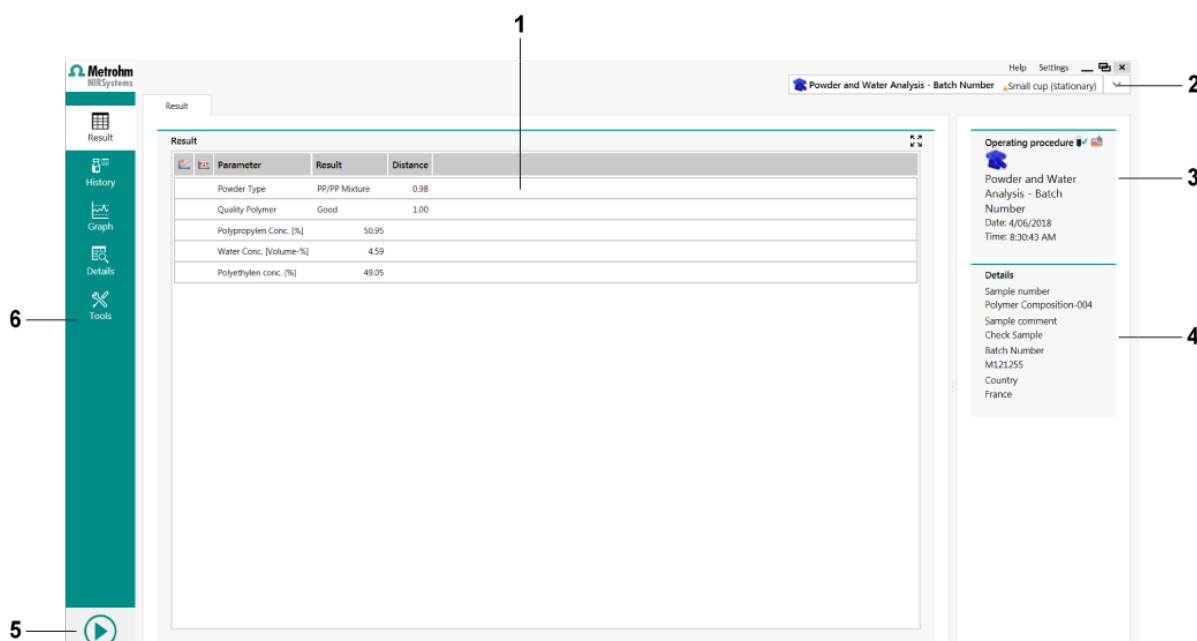 1
Metrohm
NIRSystems
Help Settings
Powder and Water Analysis - Batch Number Small cup (stationary)
2
Result
Result
Result
Parameter Result Distance
Powder Type PP/PP Mixture 0.98
Quality Polymer Good 1.00
Polypropylen Conc. [%] 50.95
Water Conc. [Volume-%] 4.59
Polyethylen conc. [%] 49.05
History
Graph
Details
Tools
6
5
Operating procedure
Powder and Water
Analysis - Batch
Number
Date: 4/06/2018
Time: 8:30:43 AM
3
Details
Sample number
Polymer Composition-004
Sample comment
Check Sample
Batch Number
M121255
Country
France
4